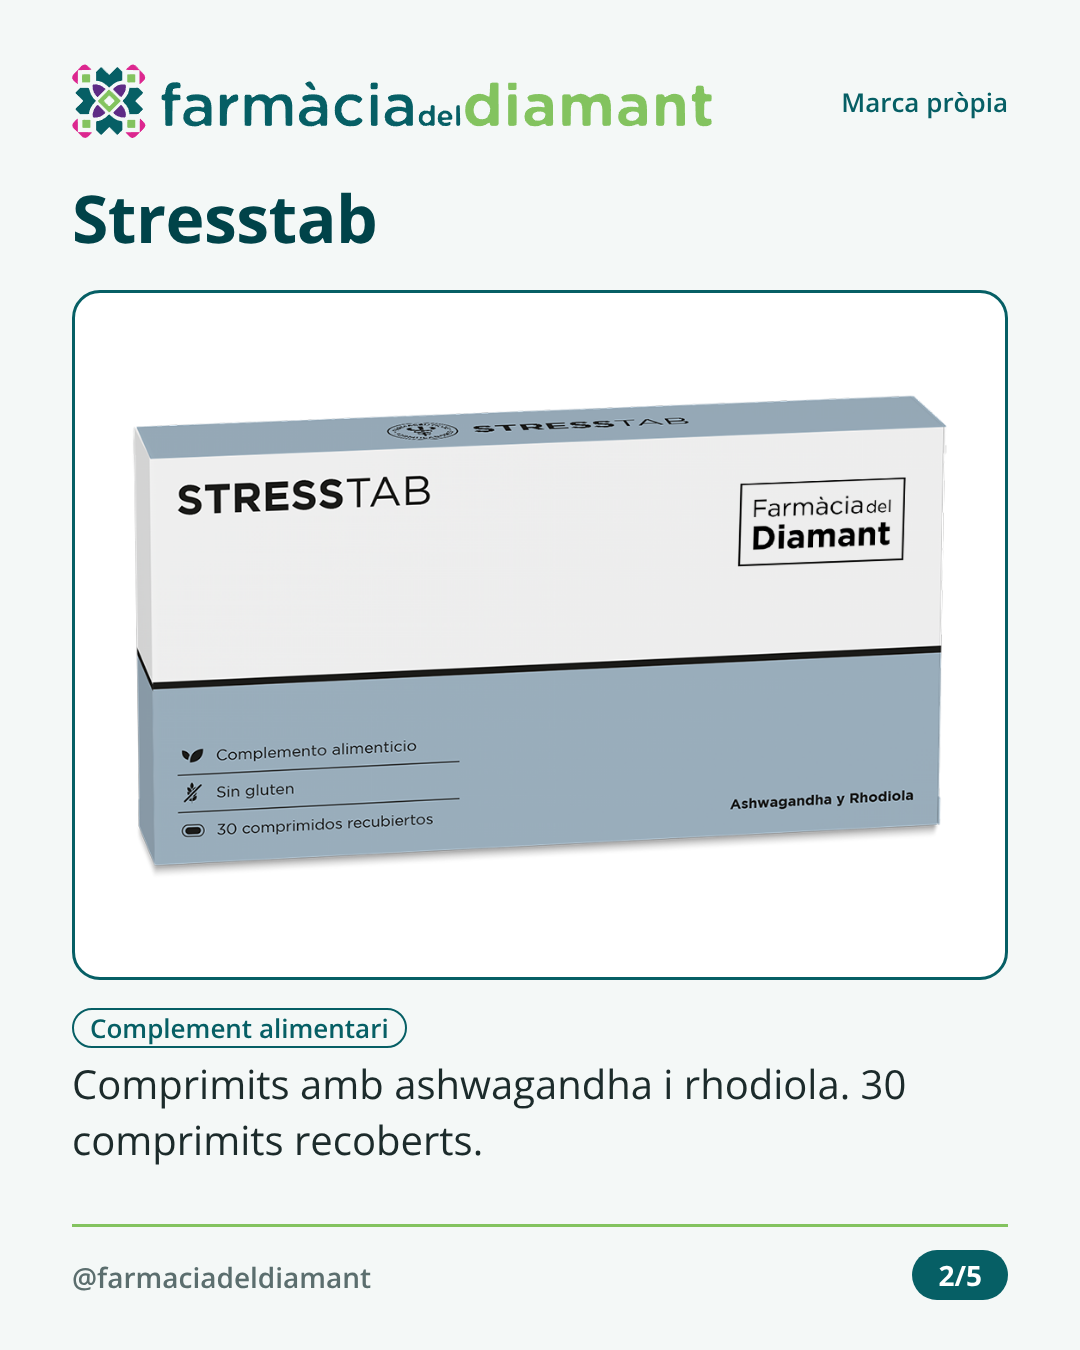 farmàciadeldiamant
Marca pròpia
Stresstab
STRESSTAB
STRESSTAB
Farmàcia del
Diamant
Complemento alimenticio
Sin gluten
30 comprimidos recubiertos
Ashwagandha y Rhodiola
Complement alimentari
Comprimits amb ashwagandha i rhodiola. 30
comprimits recoberts.
@farmaciadeldiamant
2/5